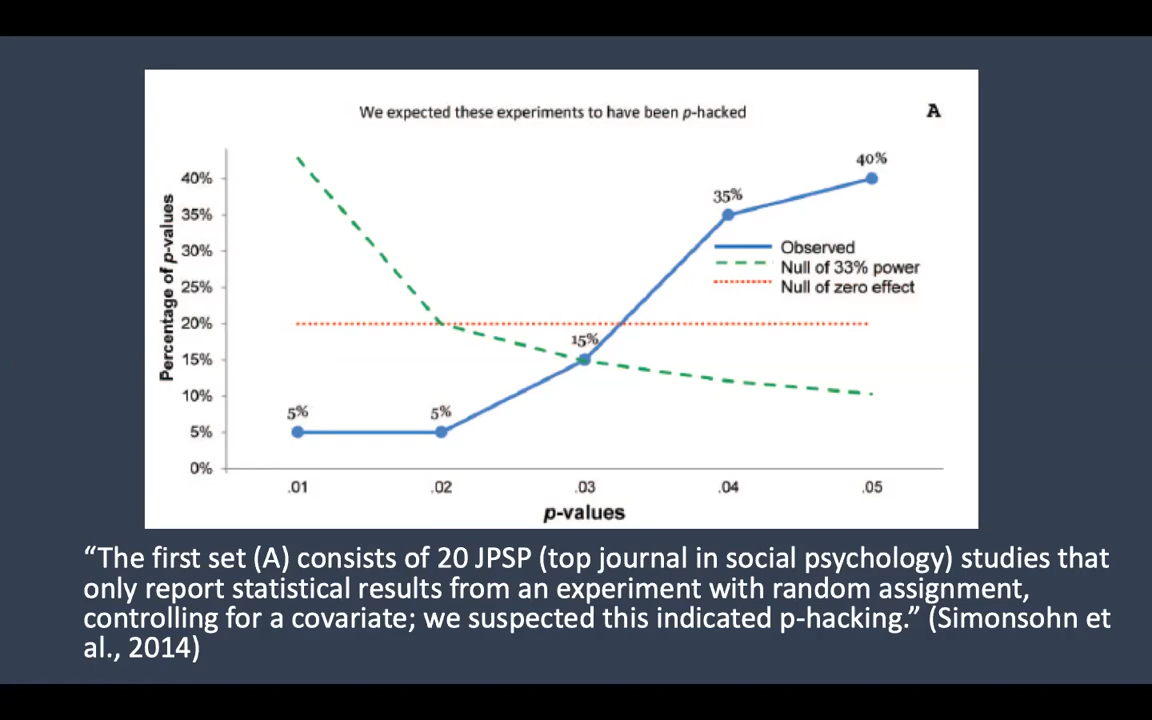 We expected these experiments to have been p-hacked
A
Percentage of p-values
40%
35%
30%
25%
20%
15%
10%
5%
0%
5%
5%
15%
35%
40%
Observed
Null of 33% power
Null of zero effect
.01 .02 .03 .04 .05
p-values
“The first set (A) consists of 20 JPSP (top journal in social psychology) studies that
only report statistical results from an experiment with random assignment,
controlling for a covariate; we suspected this indicated p-hacking.” (Simonsohn et
al., 2014)